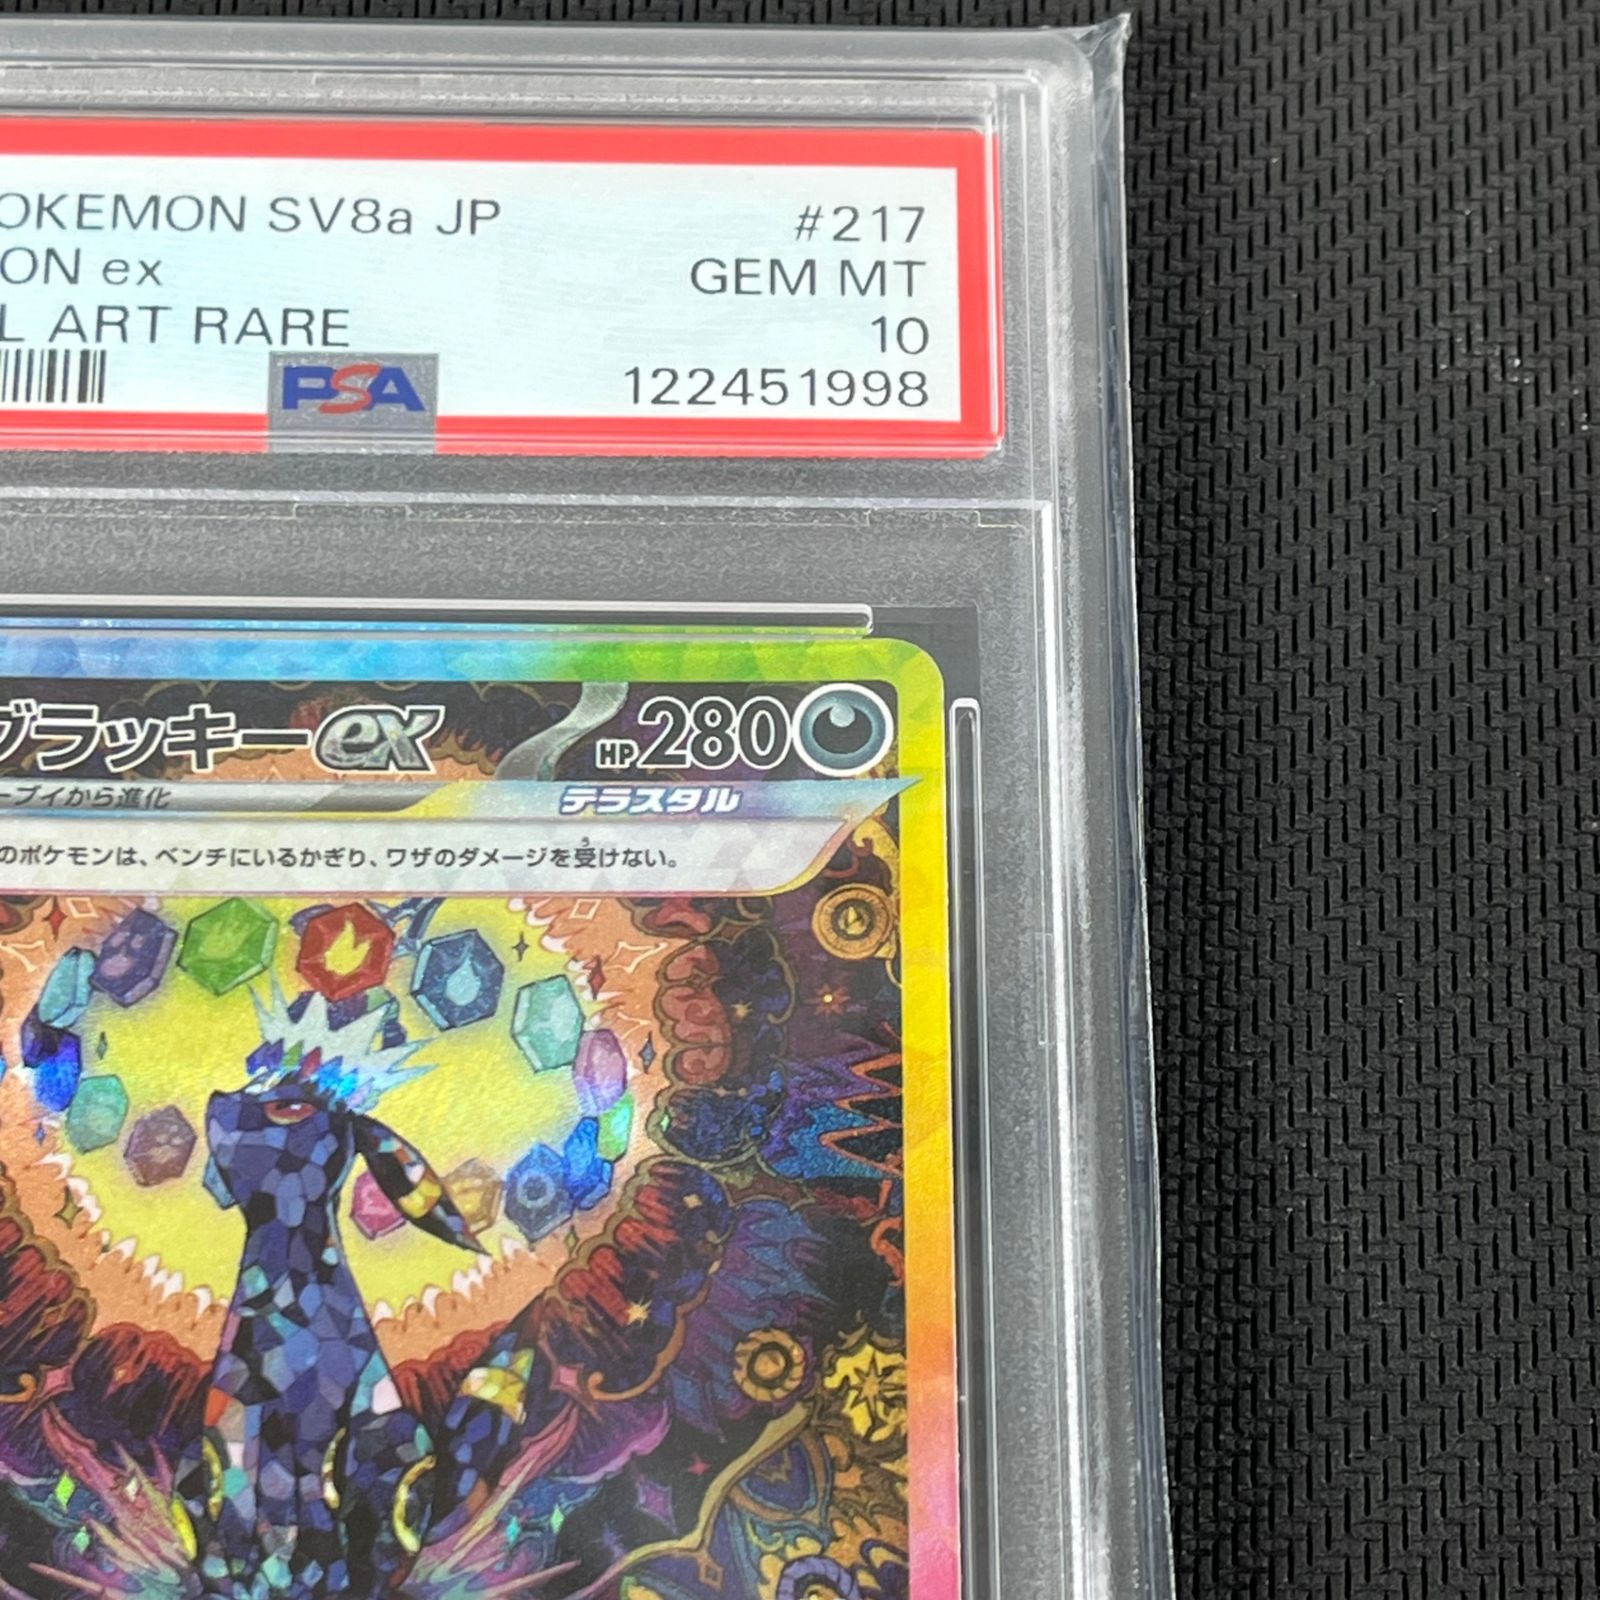 OKEMON SV8a JP #217
ON ex GEM MT
L ART RARE 10
PSA 122451998
ブラッキーex HP280
ーブイから進化 テラスタル
のポケモンは、ベンチにいるかぎり、ワザのダメージを受けない。